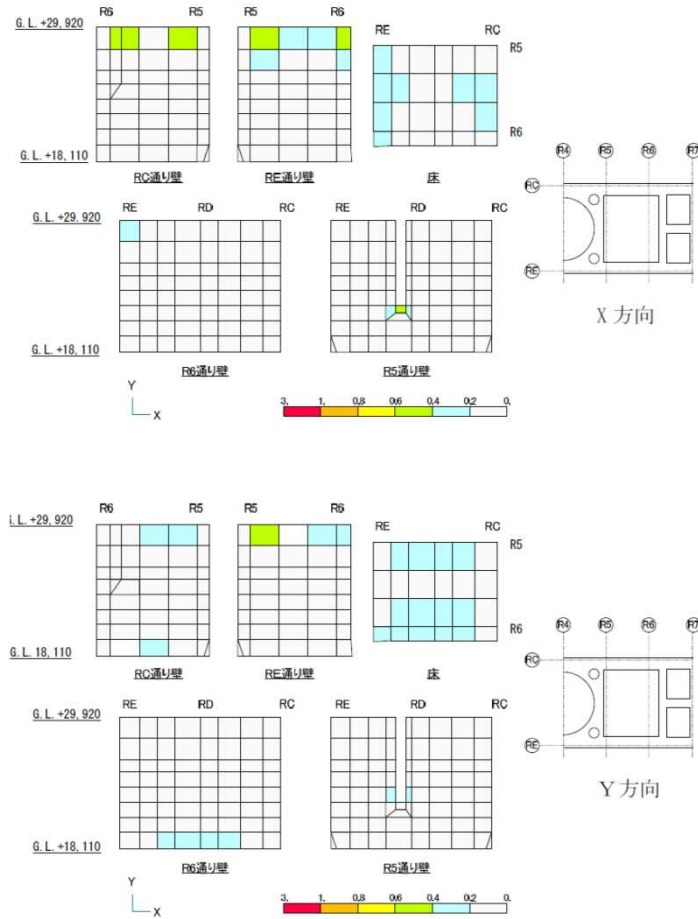 R6 R5 R5 R6
G. L. +29, 920
RE RC
R5
R6
G. L. +18, 110
RC通り壁 RE通り壁 床
R4 R5 R6 R7
RC
RE
X 方向
RE RD RC RE RD RC
G. L. +29. 920
G. L. +18, 110
R6通り壁 R5通り壁
Y
X
3. 1. 0.8 0.6 0.4 0.2 0.
R6 R5 R5 R6
G. L. +29, 920
RE RC
R5
R6
G. L. 18, 110
RC通り壁 RE通り壁 床
R4 R5 R6 R7
RC
RE
Y 方向
RE RD RC RE RD RC
G. L. +29, 920
G. L. +18, 110
R6通り壁 R5通り壁
Y
X
3. 1. 0.8 0.6 0.4 0.2 0.